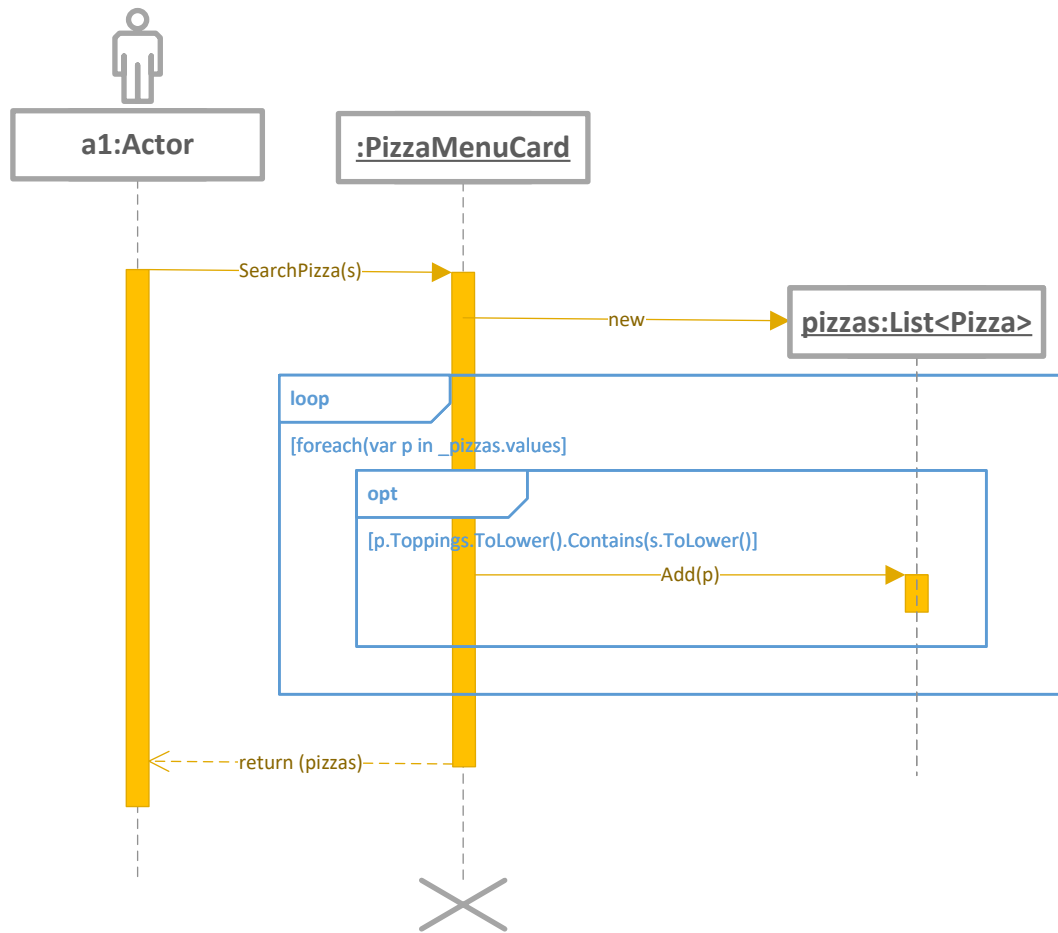 a1:Actor
:PizzaMenuCard
SearchPizza(s)
new
pizzas:List<Pizza>
loop
[foreach(var p in _pizzas.values]
opt
[p.Toppings.ToLower().Contains(s.ToLower()]
Add(p)
return (pizzas)